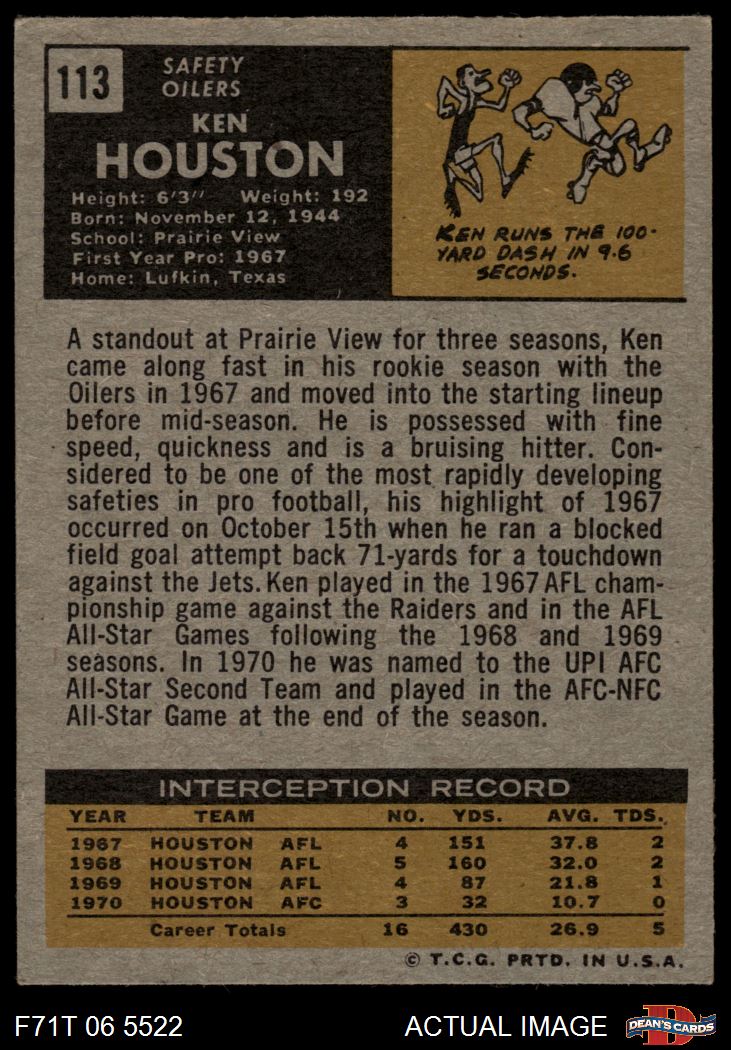 113
SAFETY
OILERS
KEN
HOUSTON
Height: 6'3" Weight: 192
Born: November 12, 1944
School: Prairie View
First Year Pro: 1967
Home: Lufkin, Texas
KEN RUNS THE 100-
YARD DASH IN 9.6
SECONDS.
A standout at Prairie View for three seasons, Ken
came along fast in his rookie season with the
Oilers in 1967 and moved into the starting lineup
before mid-season. He is possessed with fine
speed, quickness and is a bruising hitter. Con-
sidered to be one of the most rapidly developing
safeties in pro football, his highlight of 1967
occurred on October 15th when he ran a blocked
field goal attempt back 71-yards for a touchdown
against the Jets. Ken played in the 1967 AFL cham-
pionship game against the Raiders and in the AFL
All-Star Games following the 1968 and 1969
seasons. In 1970 he was named to the UPI AFC
All-Star Second Team and played in the AFC-NFC
All-Star Game at the end of the season.
INTERCEPTION RECORD
YEAR TEAM NO. YDS. AVG. TDS.
1967 HOUSTON AFL 4 151 37.8 2
1968 HOUSTON AFL 5 160 32.0 2
1969 HOUSTON AFL 4 87 21.8 1
1970 HOUSTON AFC 3 32 10.7 0
Career Totals 16 430 26.9 5
© T.C.G. PRTD. IN U.S.A.
F71T 06 5522 ACTUAL IMAGE DEAN'S CARDS